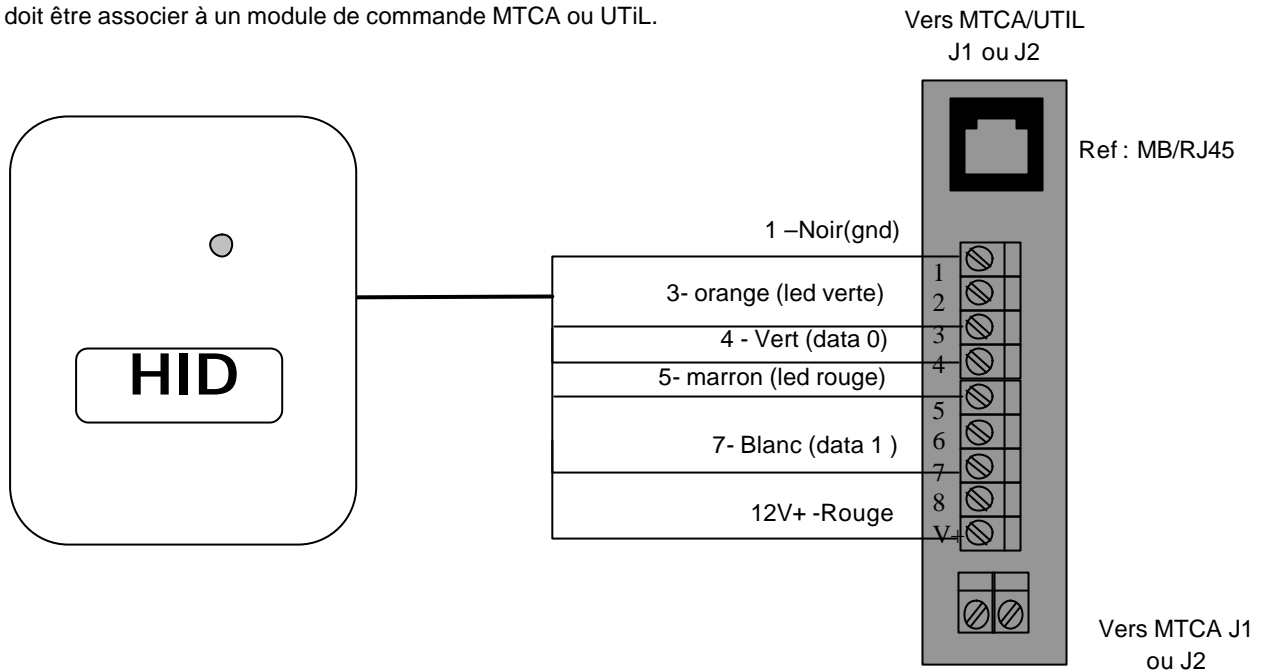 doit être associer à un module de commande MTCA ou UTiL.
Vers MTCA/UTIL
J1 ou J2
Ref : MB/RJ45
1 –Noir(gnd)
3- orange (led verte)
4 - Vert (data 0)
5- marron (led rouge)
7- Blanc (data 1 )
12V+ -Rouge
HID
1
2
3
4
5
6
7
8
V+
Vers MTCA J1
ou J2